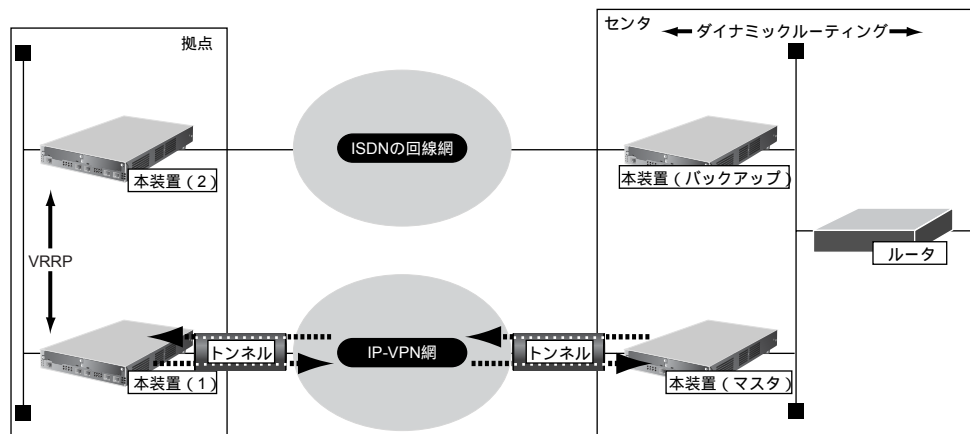 センタ
ダイナミックルーティング
拠点
ISDNの回線網
本装置（2）
本装置（バックアップ）
ルータ
VRRP
トンネル
IP-VPN網
トンネル
本装置（1）
本装置（マスタ）